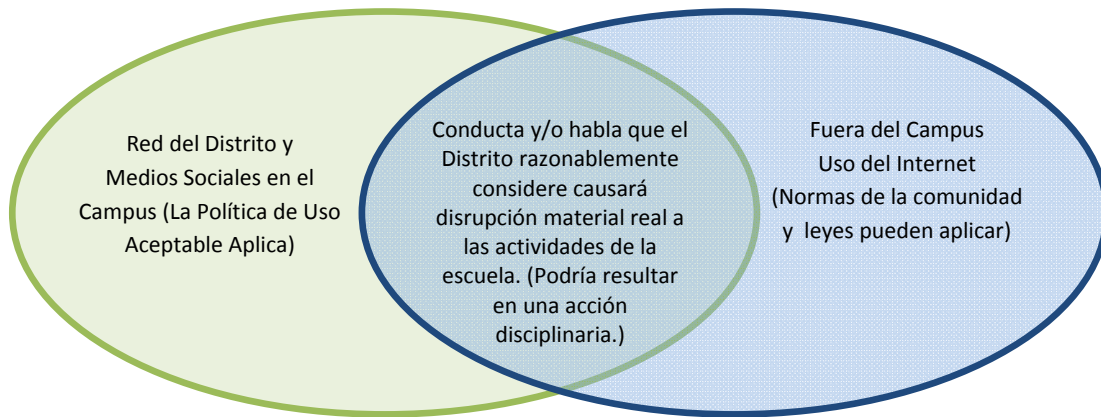 Red del Distrito y
Medios Sociales en el
Campus (La Política de Uso
Aceptable Aplica)
Conducta y/o habla que el
Distrito razonablemente
considere causará
disrupción material real a
las actividades de la
escuela. (Podría resultar
en una acción
disciplinaria.)
Fuera del Campus
Uso del Internet
(Normas de la comunidad
y leyes pueden aplicar)